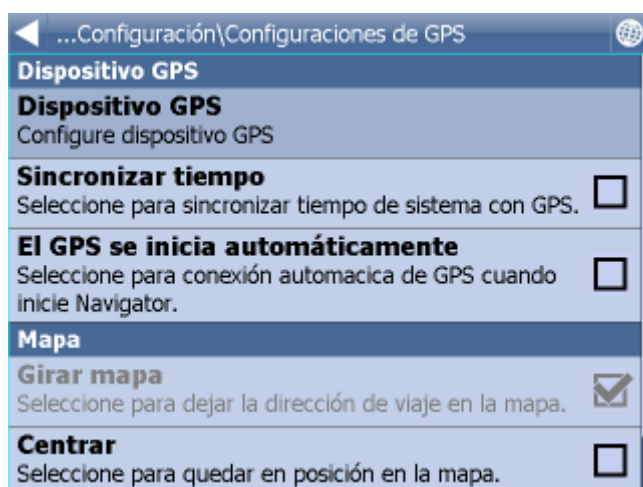 ...Configuración\Configuraciones de GPS
Dispositivo GPS
Dispositivo GPS
Configure dispositivo GPS
Sincronizar tiempo
Seleccione para sincronizar tiempo de sistema con GPS.
El GPS se inicia automáticamente
Seleccione para conexión automacica de GPS cuando
inicie Navigator.
Mapa
Girar mapa
Seleccione para dejar la dirección de viaje en la mapa.
Centrar
Seleccione para quedar en posición en la mapa.